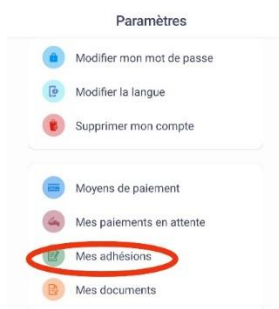 Paramètres
Modifier mon mot de passe
Modifier la langue
Supprimer mon compte
Moyens de paiement
Mes paiements en attente
Mes adhésions
Mes documents